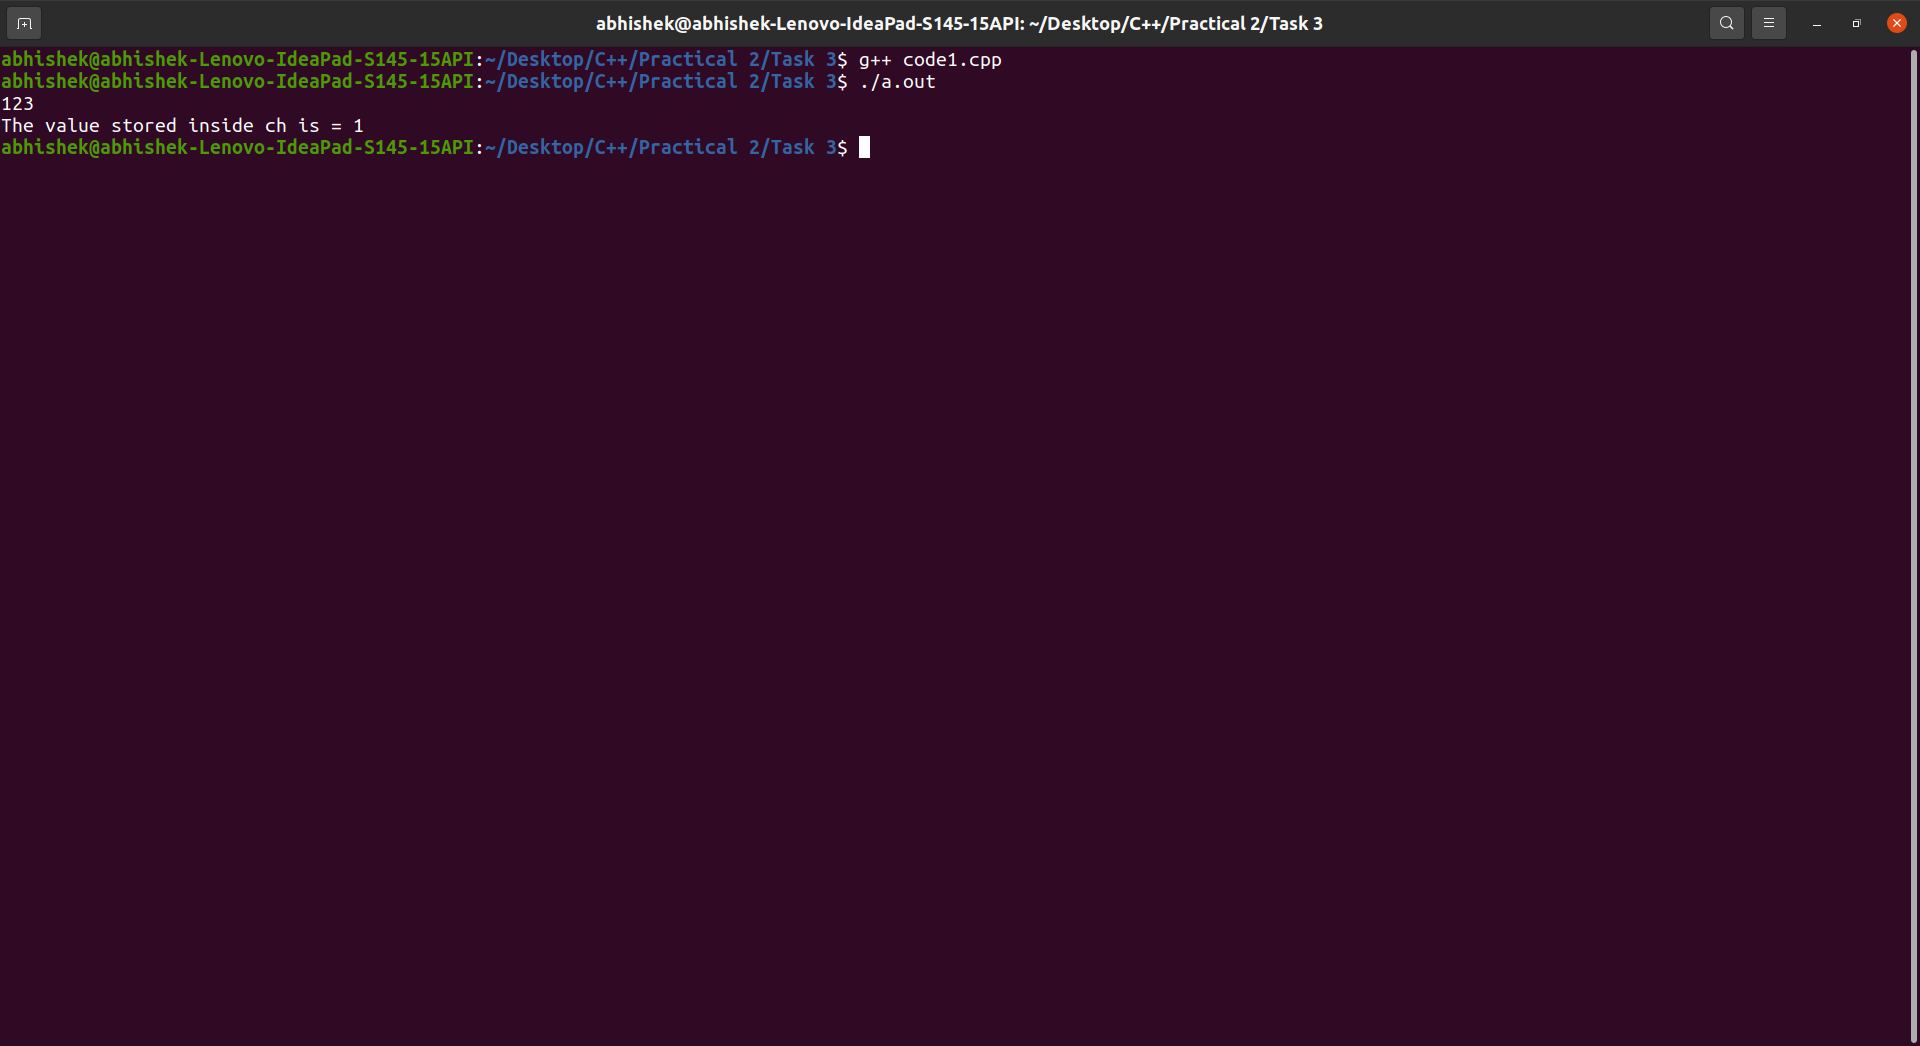 abhishek@abhishek-Lenovo-IdeaPad-S145-15API: ~/Desktop/C++/Practical 2/Task 3
abhishek@abhishek-Lenovo-IdeaPad-S145-15API:~/Desktop/C++/Practical 2/Task 3$ g++ code1.cpp
abhishek@abhishek-Lenovo-IdeaPad-S145-15API:~/Desktop/C++/Practical 2/Task 3$ ./a.out
123
The value stored inside ch is = 1
abhishek@abhishek-Lenovo-IdeaPad-S145-15API:~/Desktop/C++/Practical 2/Task 3$